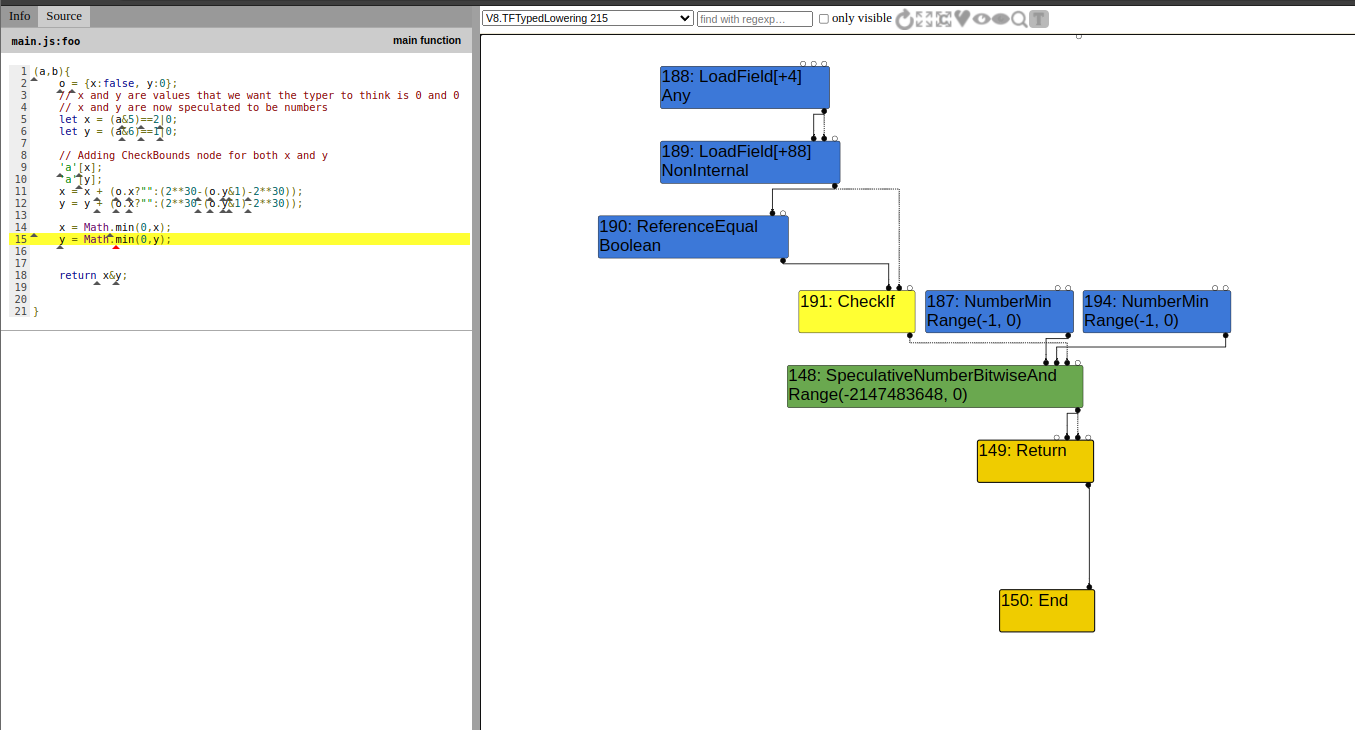 Info Source
V8.TFTypedLowering 215 find with regexp… only visible T
main.js:foo main function
1 (a,b){
2 o = {x:false, y:0};
3 // x and y are values that we want the typer to think is 0 and 0
4 // x and y are now speculated to be numbers
5 let x = (a&5)==2|0;
6 let y = (a&6)==1|0;
7
8 // Adding CheckBounds node for both x and y
9 'a'[x];
10 'a'[y];
11 x = x + (o.x?"":(2**30-(o.y&1)-2**30));
12 y = y + (o.x?"":(2**30-(o.y&1)-2**30));
13
14 x = Math.min(0,x);
15 y = Math.min(0,y);
16
17
18 return x&y;
19
20
21 }
188: LoadField[+4]
Any
189: LoadField[+88]
NonInternal
190: ReferenceEqual
Boolean
191: CheckIf
187: NumberMin
Range(-1, 0)
194: NumberMin
Range(-1, 0)
148: SpeculativeNumberBitwiseAnd
Range(-2147483648, 0)
149: Return
150: End